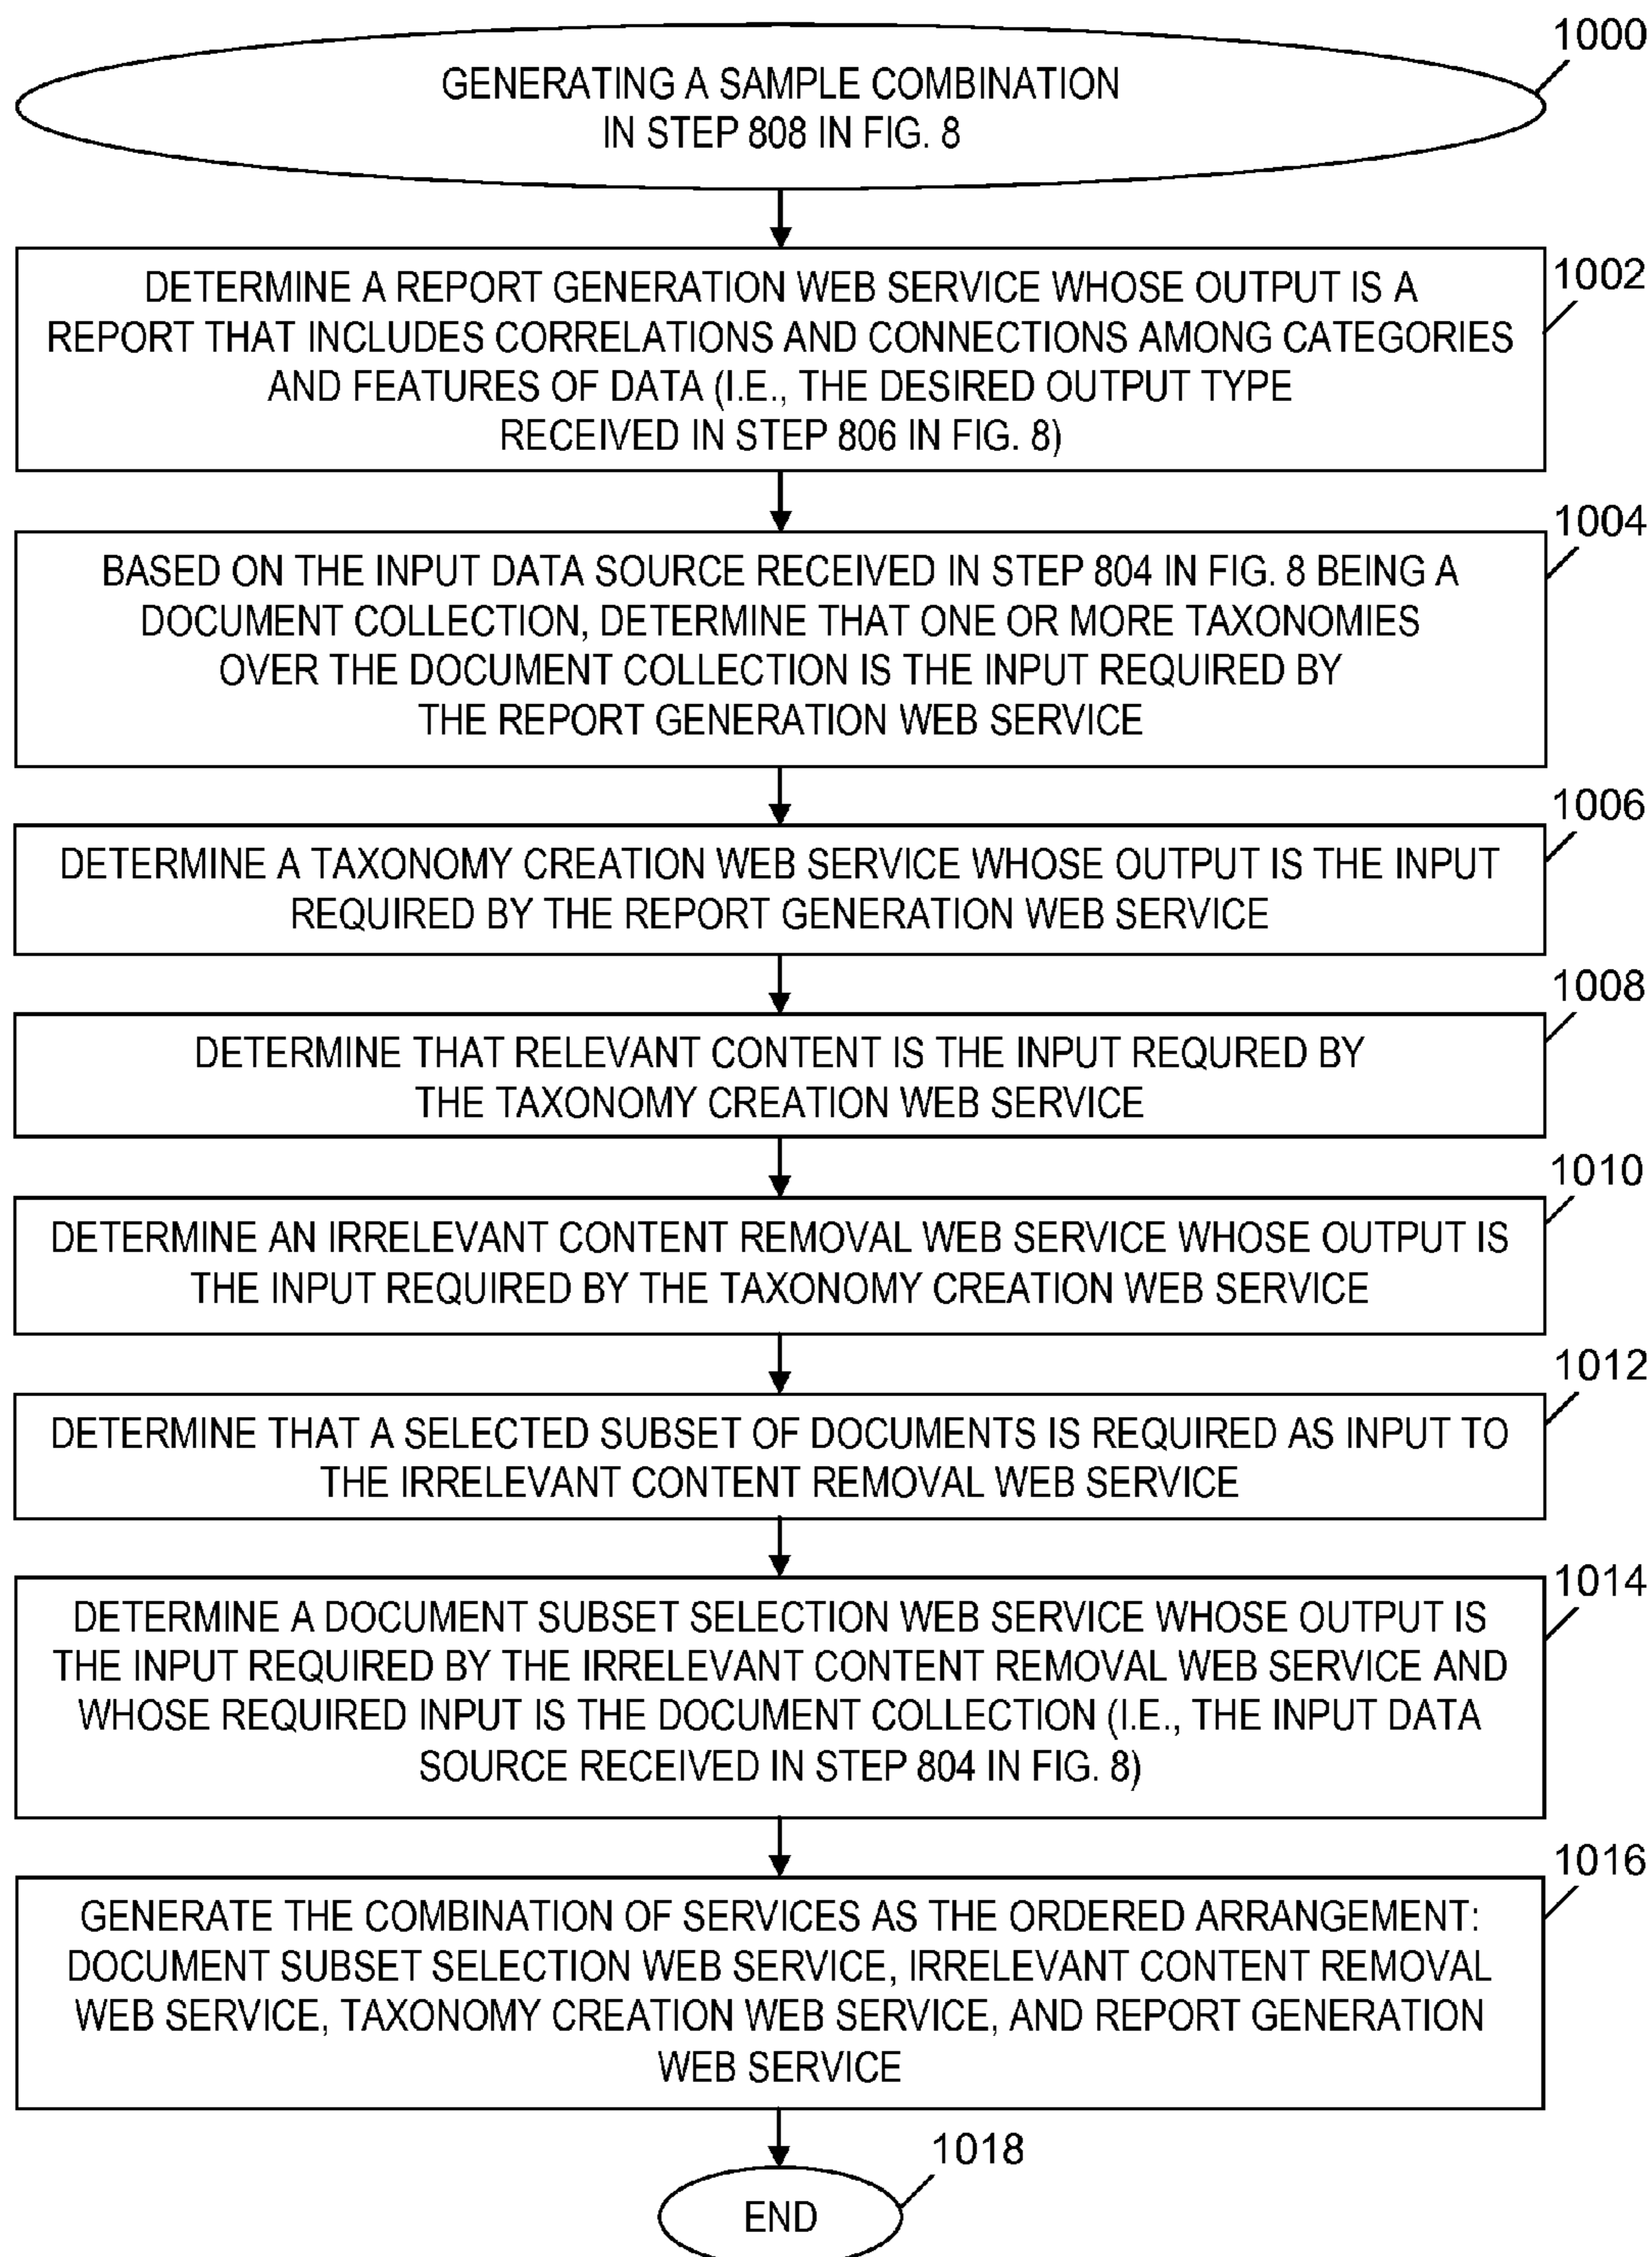 1000
GENERATING A SAMPLE COMBINATION
IN STEP 808 IN FIG. 8
1002
DETERMINE A REPORT GENERATION WEB SERVICE WHOSE OUTPUT IS A
REPORT THAT INCLUDES CORRELATIONS AND CONNECTIONS AMONG CATEGORIES
AND FEATURES OF DATA (I.E., THE DESIRED OUTPUT TYPE
RECEIVED IN STEP 806 IN FIG. 8)
1004
BASED ON THE INPUT DATA SOURCE RECEIVED IN STEP 804 IN FIG. 8 BEING A
DOCUMENT COLLECTION, DETERMINE THAT ONE OR MORE TAXONOMIES
OVER THE DOCUMENT COLLECTION IS THE INPUT REQUIRED BY
THE REPORT GENERATION WEB SERVICE
1006
DETERMINE A TAXONOMY CREATION WEB SERVICE WHOSE OUTPUT IS THE INPUT
REQUIRED BY THE REPORT GENERATION WEB SERVICE
1008
DETERMINE THAT RELEVANT CONTENT IS THE INPUT REQURED BY
THE TAXONOMY CREATION WEB SERVICE
1010
DETERMINE AN IRRELEVANT CONTENT REMOVAL WEB SERVICE WHOSE OUTPUT IS
THE INPUT REQUIRED BY THE TAXONOMY CREATION WEB SERVICE
1012
DETERMINE THAT A SELECTED SUBSET OF DOCUMENTS IS REQUIRED AS INPUT TO
THE IRRELEVANT CONTENT REMOVAL WEB SERVICE
1014
DETERMINE A DOCUMENT SUBSET SELECTION WEB SERVICE WHOSE OUTPUT IS
THE INPUT REQUIRED BY THE IRRELEVANT CONTENT REMOVAL WEB SERVICE AND
WHOSE REQUIRED INPUT IS THE DOCUMENT COLLECTION (I.E., THE INPUT DATA
SOURCE RECEIVED IN STEP 804 IN FIG. 8)
1016
GENERATE THE COMBINATION OF SERVICES AS THE ORDERED ARRANGEMENT:
DOCUMENT SUBSET SELECTION WEB SERVICE, IRRELEVANT CONTENT REMOVAL
WEB SERVICE, TAXONOMY CREATION WEB SERVICE, AND REPORT GENERATION
WEB SERVICE
1018
END